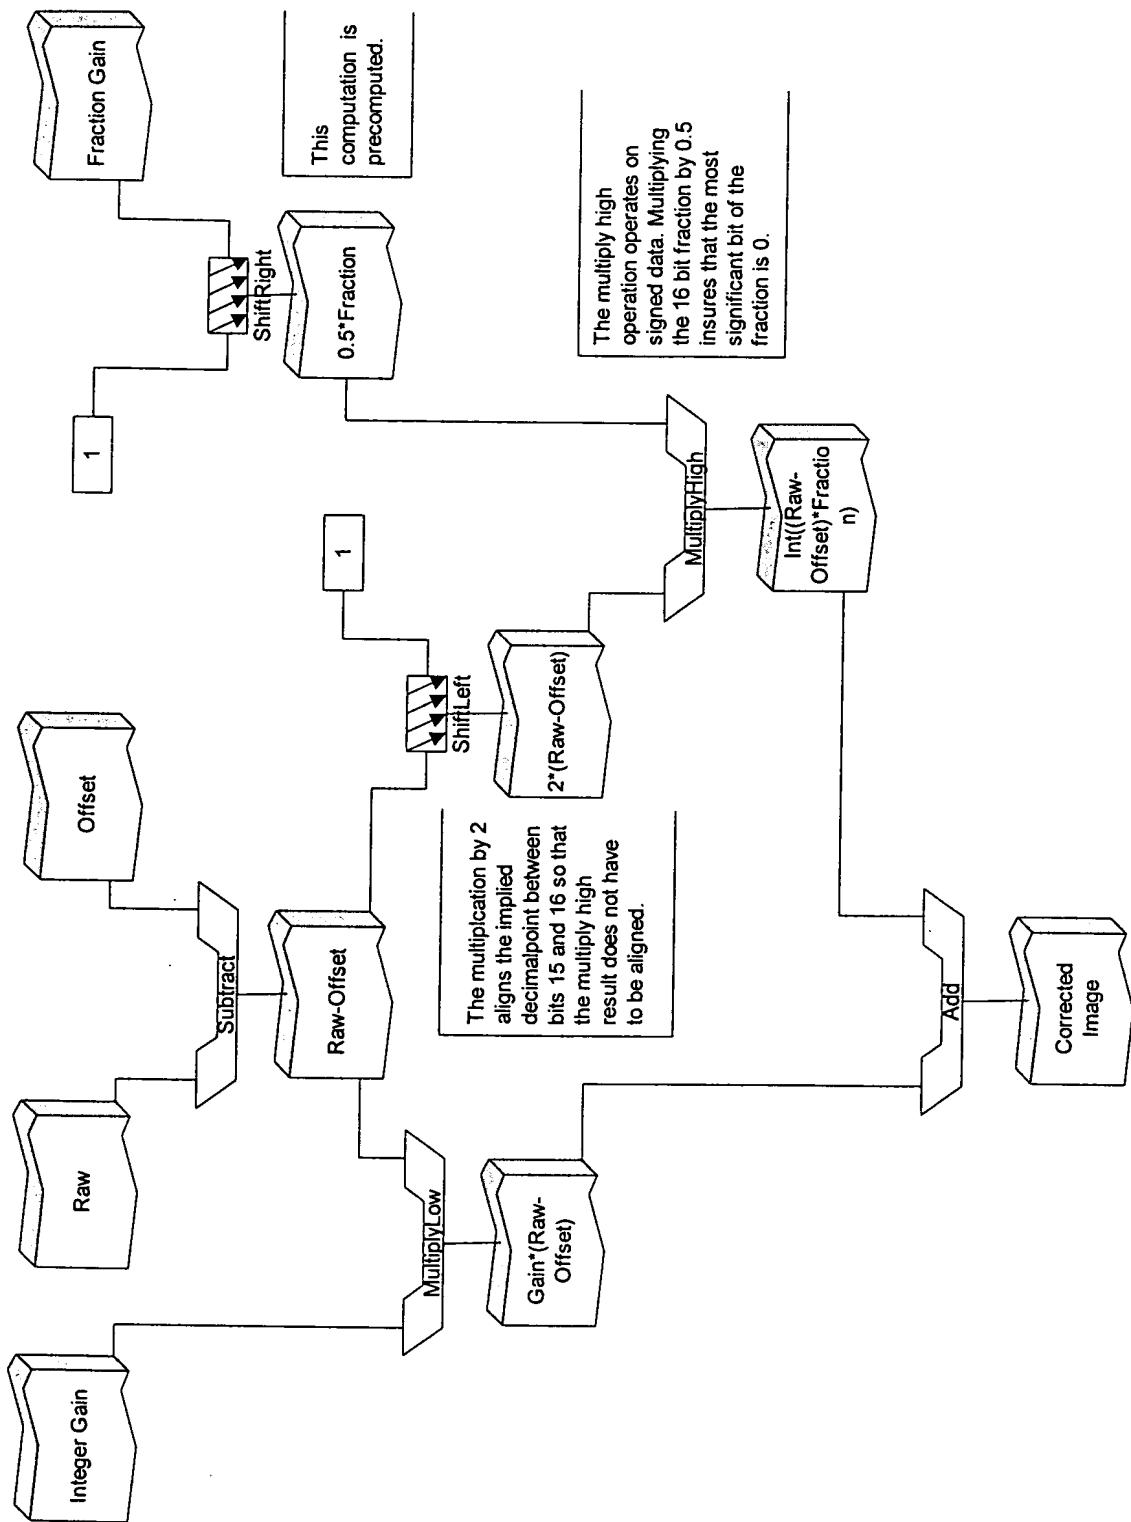 Integer Gain
Raw
Offset
Fraction Gain
1
Subtract
ShiftRight
This
computation is
precomputed.
Raw-Offset
0.5*Fraction
1
MultiplyLow
ShiftLeft
Gain*(Raw-
Offset)
The multiplcation by 2
aligns the implied
decimalpoint between
bits 15 and 16 so that
the multiply high
result does not have
to be aligned.
2*(Raw-Offset)
The multiply high
operation operates on
signed data. Multiplying
the 16 bit fraction by 0.5
insures that the most
significant bit of the
fraction is 0.
MultiplyHigh
Int((Raw-
Offset)*Fractio
n)
Add
Corrected
Image